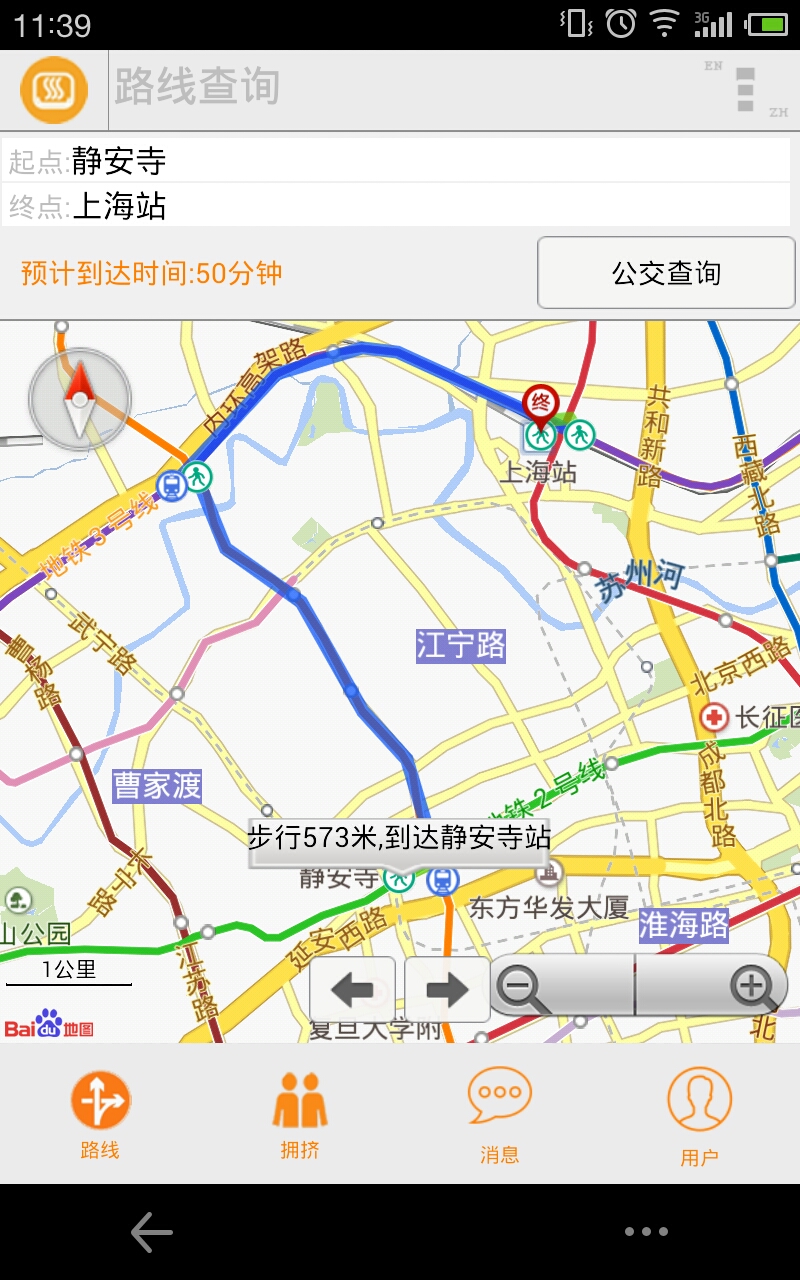 11:39
3G
路线查询
EN
ZH
起点:静安寺
终点:上海站
预计到达时间:50分钟
公交查询
内环高架路
终
上海站
共和新路
西藏北路
地铁3号线
苏州河
武宁路
江宁路
曹杨路
北京西路
长征医
曹家渡
地铁2号线
成都北路
步行573米,到达静安寺站
静安寺
长宁路
东方华发大厦
淮海路
山公园
延安西路
江苏路
1公里
Bai du 地图
复旦大学附
北
路线
拥挤
消息
用户